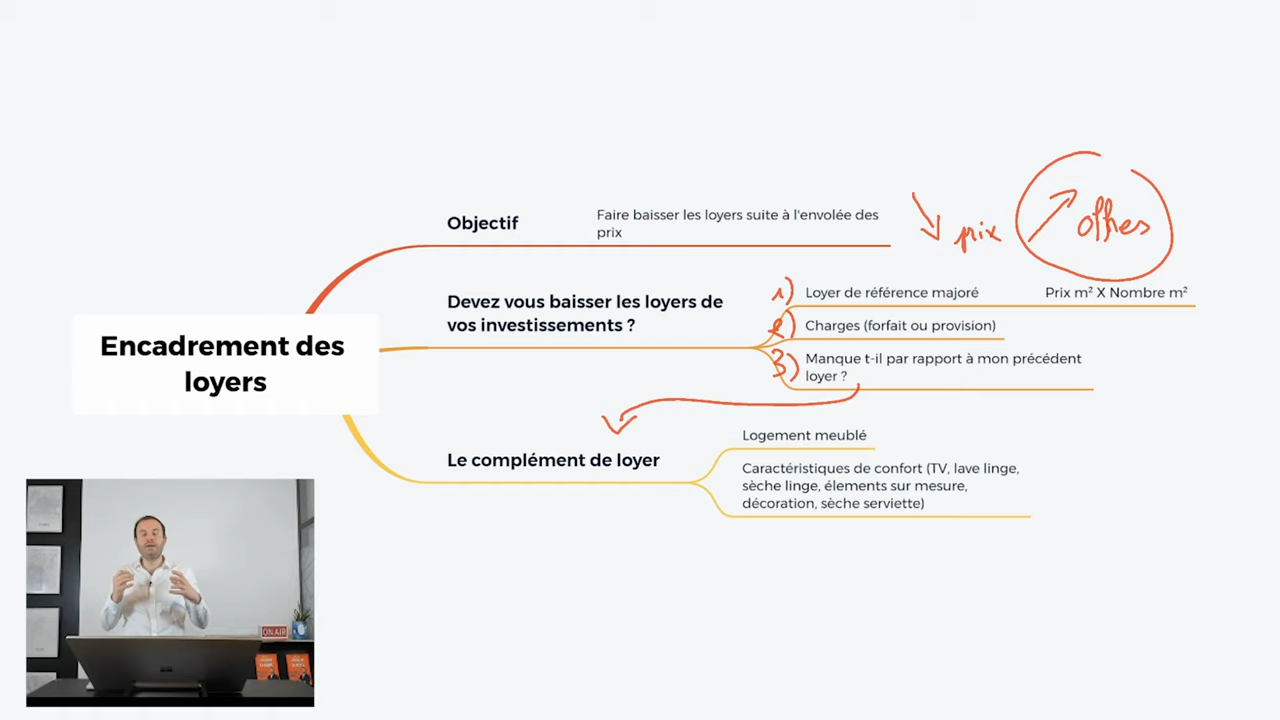 Objectif
Faire baisser les loyers suite à l'envolée des
prix
prix
offres
Encadrement des
loyers
Devez vous baisser les loyers de
vos investissements ?
1) Loyer de référence majoré
Prix m² X Nombre m²
2) Charges (forfait ou provision)
3) Manque t-il par rapport à mon précédent
loyer ?
Le complément de loyer
Logement meublé
Caractéristiques de confort (TV, lave linge,
sèche linge, élements sur mesure,
décoration, sèche serviette)
ON AIR